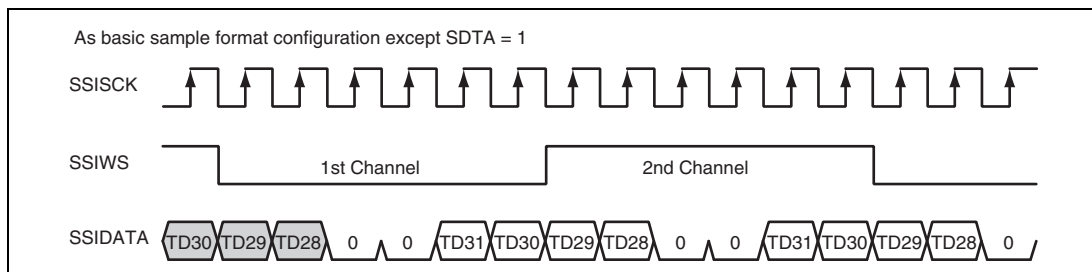 As basic sample format configuration except SDTA = 1
SSISCK
SSIWS 1st Channel 2nd Channel
SSIDATA TD30 TD29 TD28 0 0 TD31 TD30 TD29 TD28 0 0 TD31 TD30 TD29 TD28 0